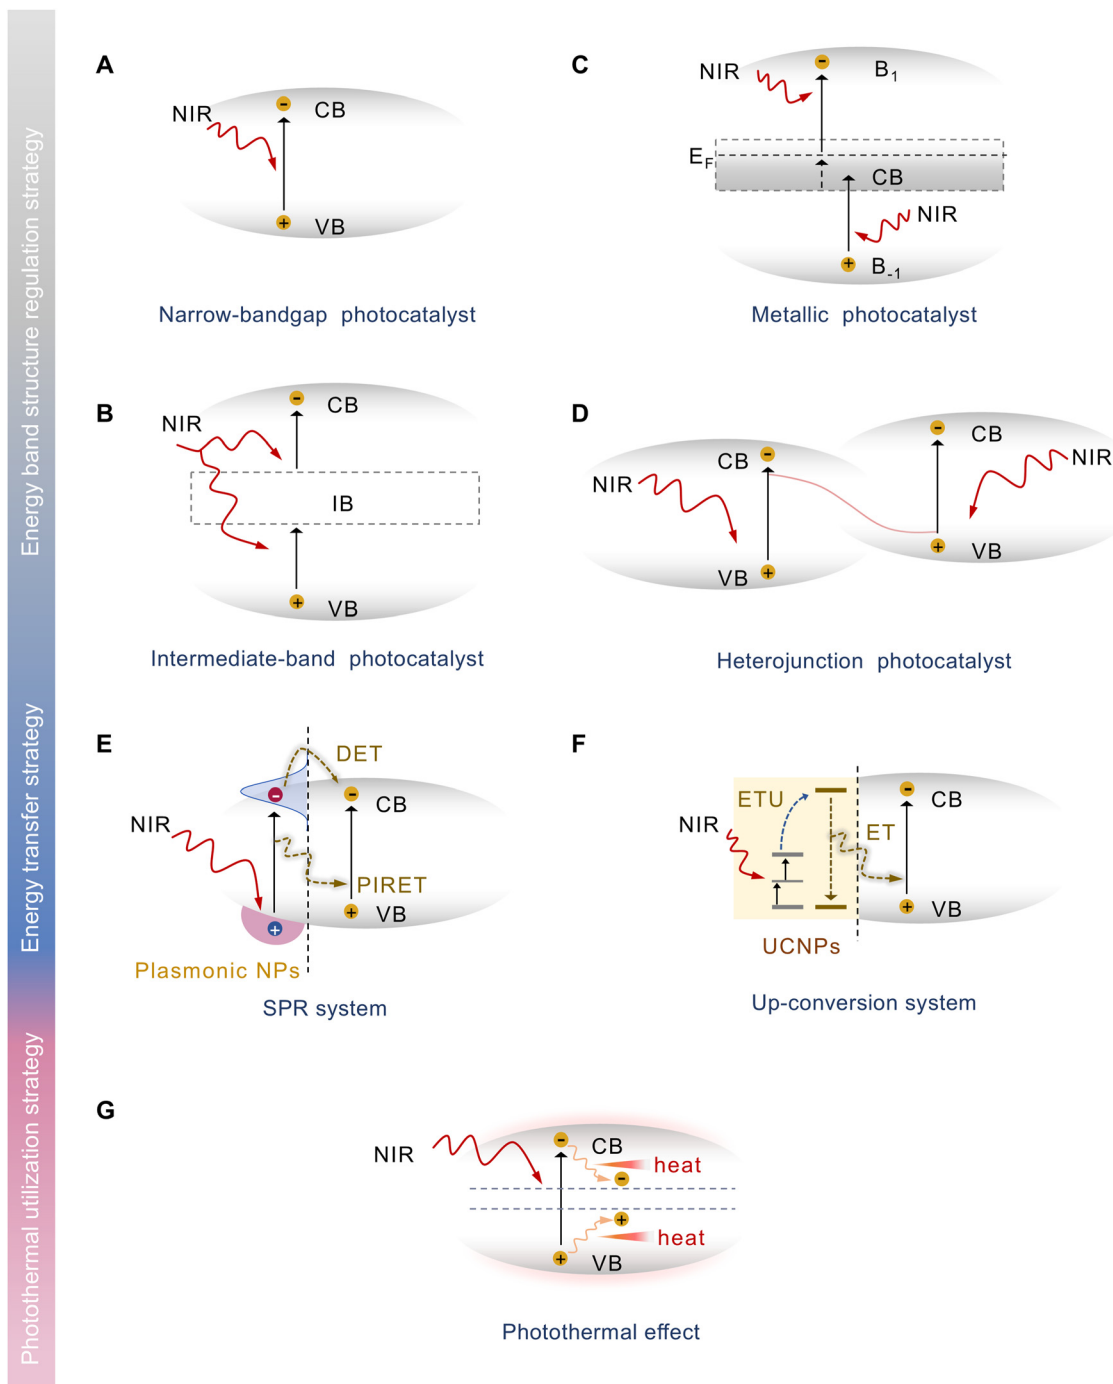 Energy band structure regulation strategy
Energy transfer strategy
Photothermal utilization strategy
A
NIR
CB
VB
Narrow-bandgap photocatalyst
B
NIR
CB
IB
VB
Intermediate-band photocatalyst
C
NIR
B1
EF
CB
NIR
B-1
Metallic photocatalyst
D
NIR
CB
VB
CB
NIR
VB
Heterojunction photocatalyst
E
DET
NIR
CB
PIRET
VB
Plasmonic NPs
SPR system
F
ETU
NIR
ET
CB
VB
UCNPs
Up-conversion system
G
NIR
CB
heat
heat
VB
Photothermal effect